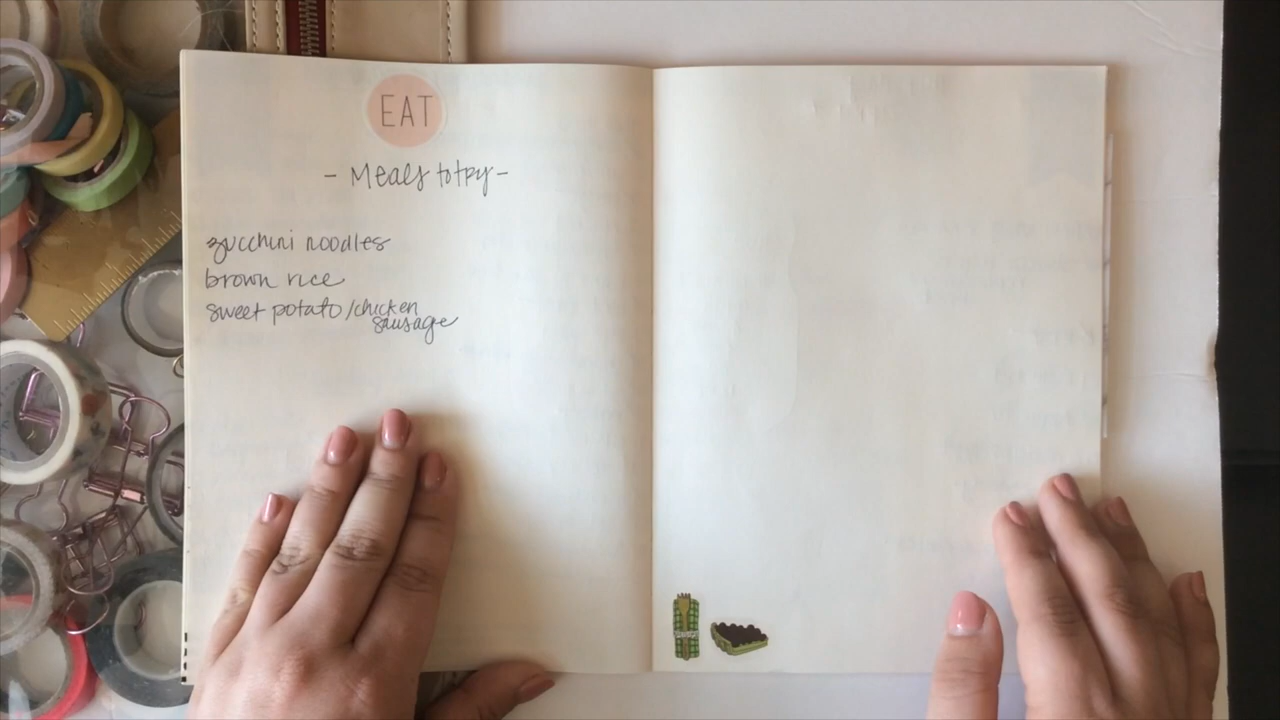 EAT
- Meals to try -
zucchini noodles
brown rice
sweet potato/chicken
sausage